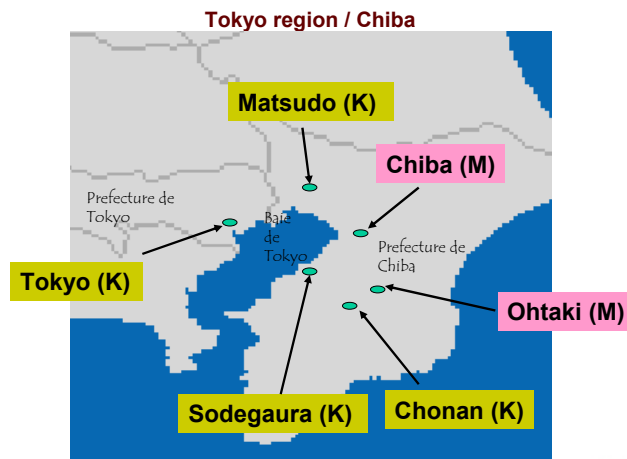 Tokyo region / Chiba
Matsudo (K)
Chiba (M)
Prefecture de
Tokyo
Baie
de
Tokyo
Prefecture de
Chiba
Tokyo (K)
Ohtaki (M)
Sodegaura (K)
Chonan (K)